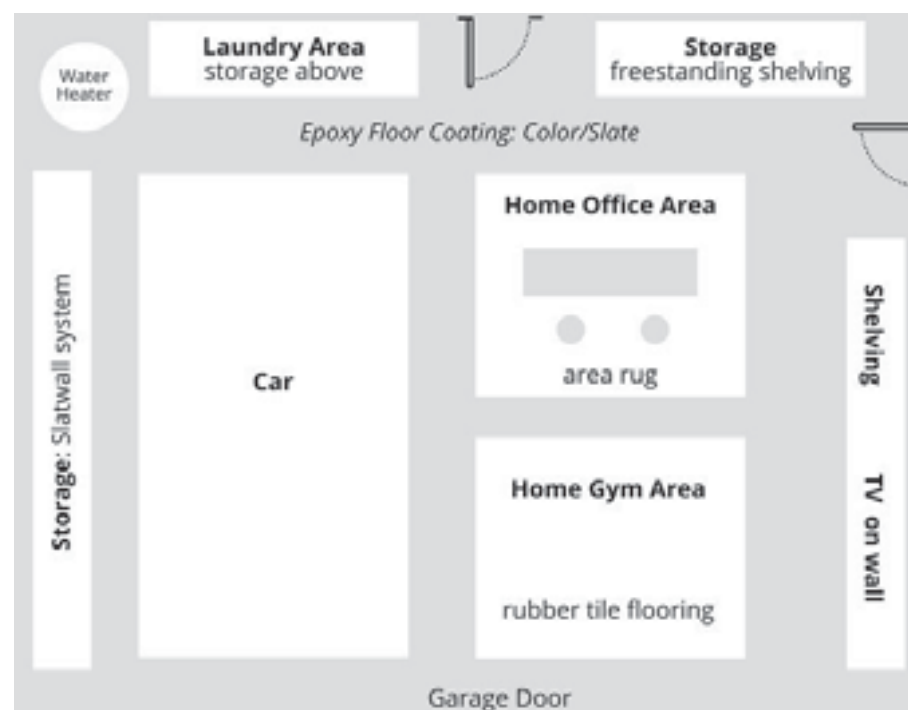 Water
Heater
Laundry Area
storage above
Storage
freestanding shelving
Epoxy Floor Coating: Color/Slate
Storage: Slatwall system
Car
Home Office Area
area rug
Home Gym Area
rubber tile flooring
Shelving
TV on wall
Garage Door